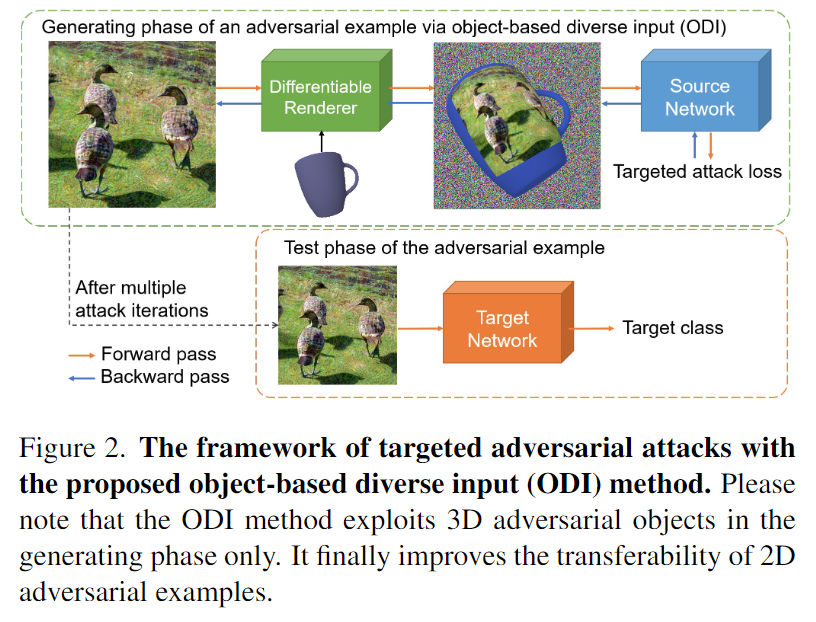 Generating phase of an adversarial example via object-based diverse input (ODI)
Differentiable
Renderer
Source
Network
Targeted attack loss
Test phase of the adversarial example
After multiple
attack iterations
Target
Network
Target class
Forward pass
Backward pass
Figure 2. The framework of targeted adversarial attacks with
the proposed object-based diverse input (ODI) method. Please
note that the ODI method exploits 3D adversarial objects in the
generating phase only. It finally improves the transferability of 2D
adversarial examples.